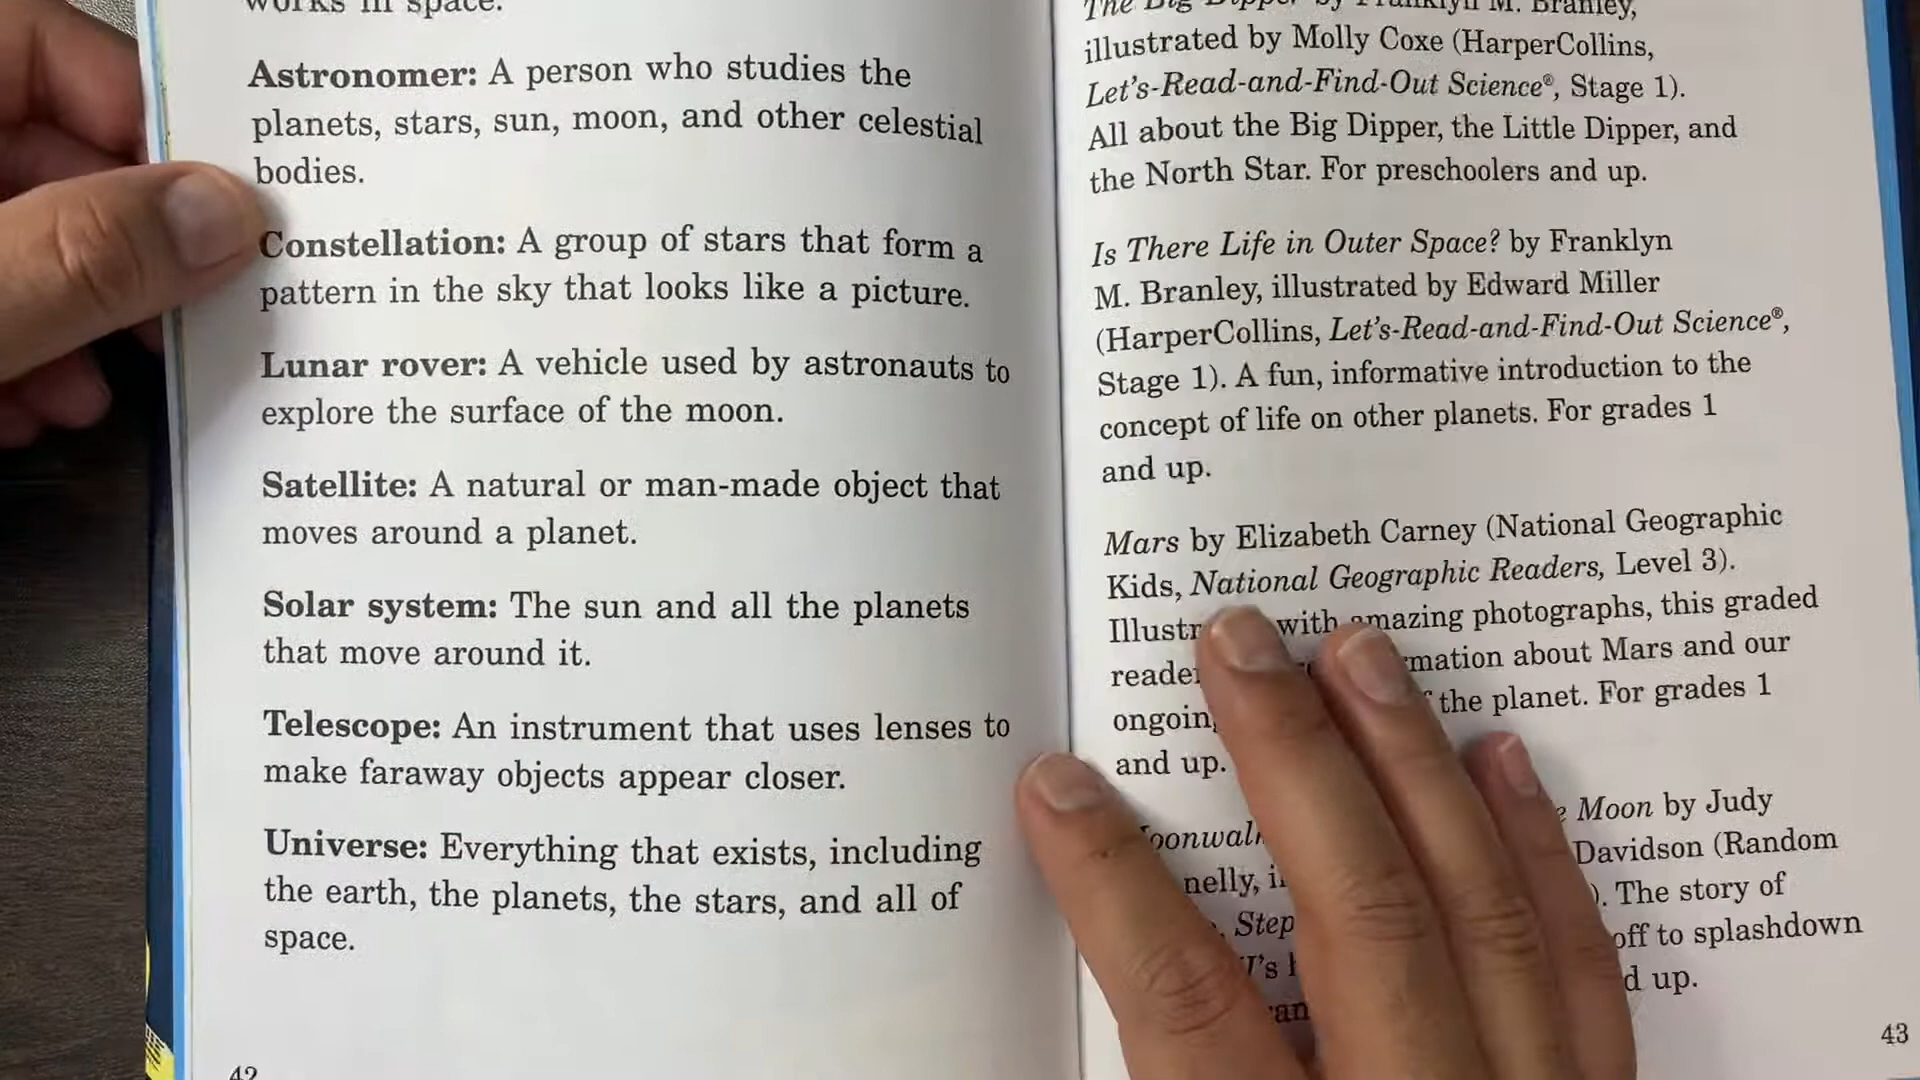 works in space.
Astronomer: A person who studies the
planets, stars, sun, moon, and other celestial
bodies.
Constellation: A group of stars that form a
pattern in the sky that looks like a picture.
Lunar rover: A vehicle used by astronauts to
explore the surface of the moon.
Satellite: A natural or man-made object that
moves around a planet.
Solar system: The sun and all the planets
that move around it.
Telescope: An instrument that uses lenses to
make faraway objects appear closer.
Universe: Everything that exists, including
the earth, the planets, the stars, and all of
space.
42
The Big Dipper by Franklyn M. Branley,
illustrated by Molly Coxe (HarperCollins,
Let's-Read-and-Find-Out Science®, Stage 1).
All about the Big Dipper, the Little Dipper, and
the North Star. For preschoolers and up.
Is There Life in Outer Space? by Franklyn
M. Branley, illustrated by Edward Miller
(HarperCollins, Let's-Read-and-Find-Out Science®,
Stage 1). A fun, informative introduction to the
concept of life on other planets. For grades 1
and up.
Mars by Elizabeth Carney (National Geographic
Kids, National Geographic Readers, Level 3).
with amazing photographs, this graded
about Mars and our
the planet. For grades 1
and up.
Moon by Judy
Davidson (Random
Step
The story of
off to splashdown
up.
43